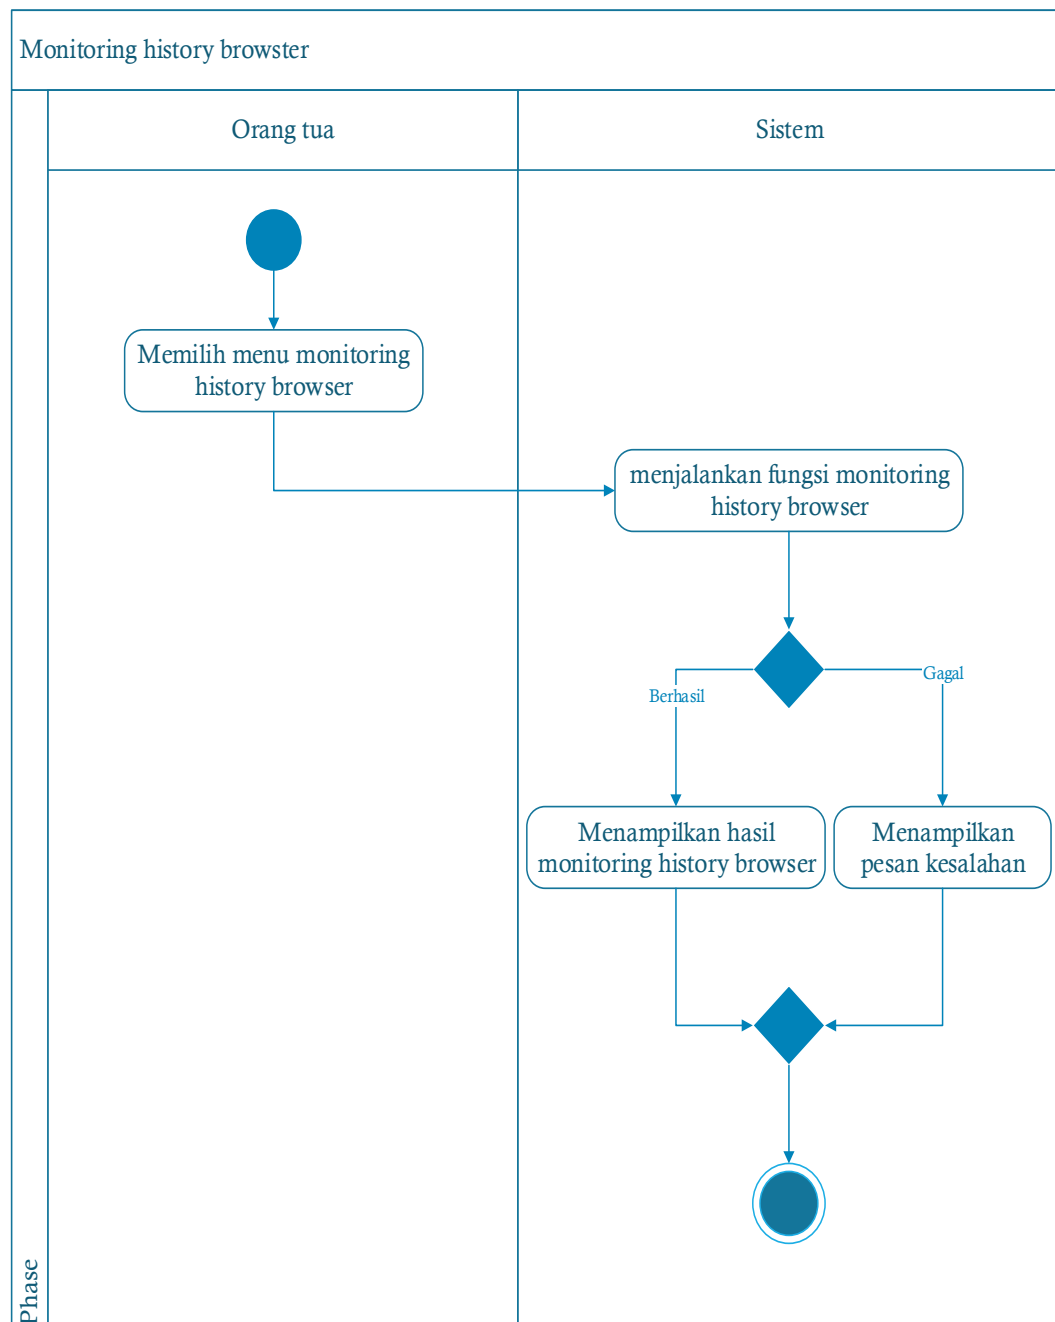 Monitoring history browster
Orang tua
Sistem
Memilih menu monitoring
history browser
menjalankan fungsi monitoring
history browser
Berhasil
Gagal
Menampilkan hasil
monitoring history browser
Menampilkan
pesan kesalahan
Phase